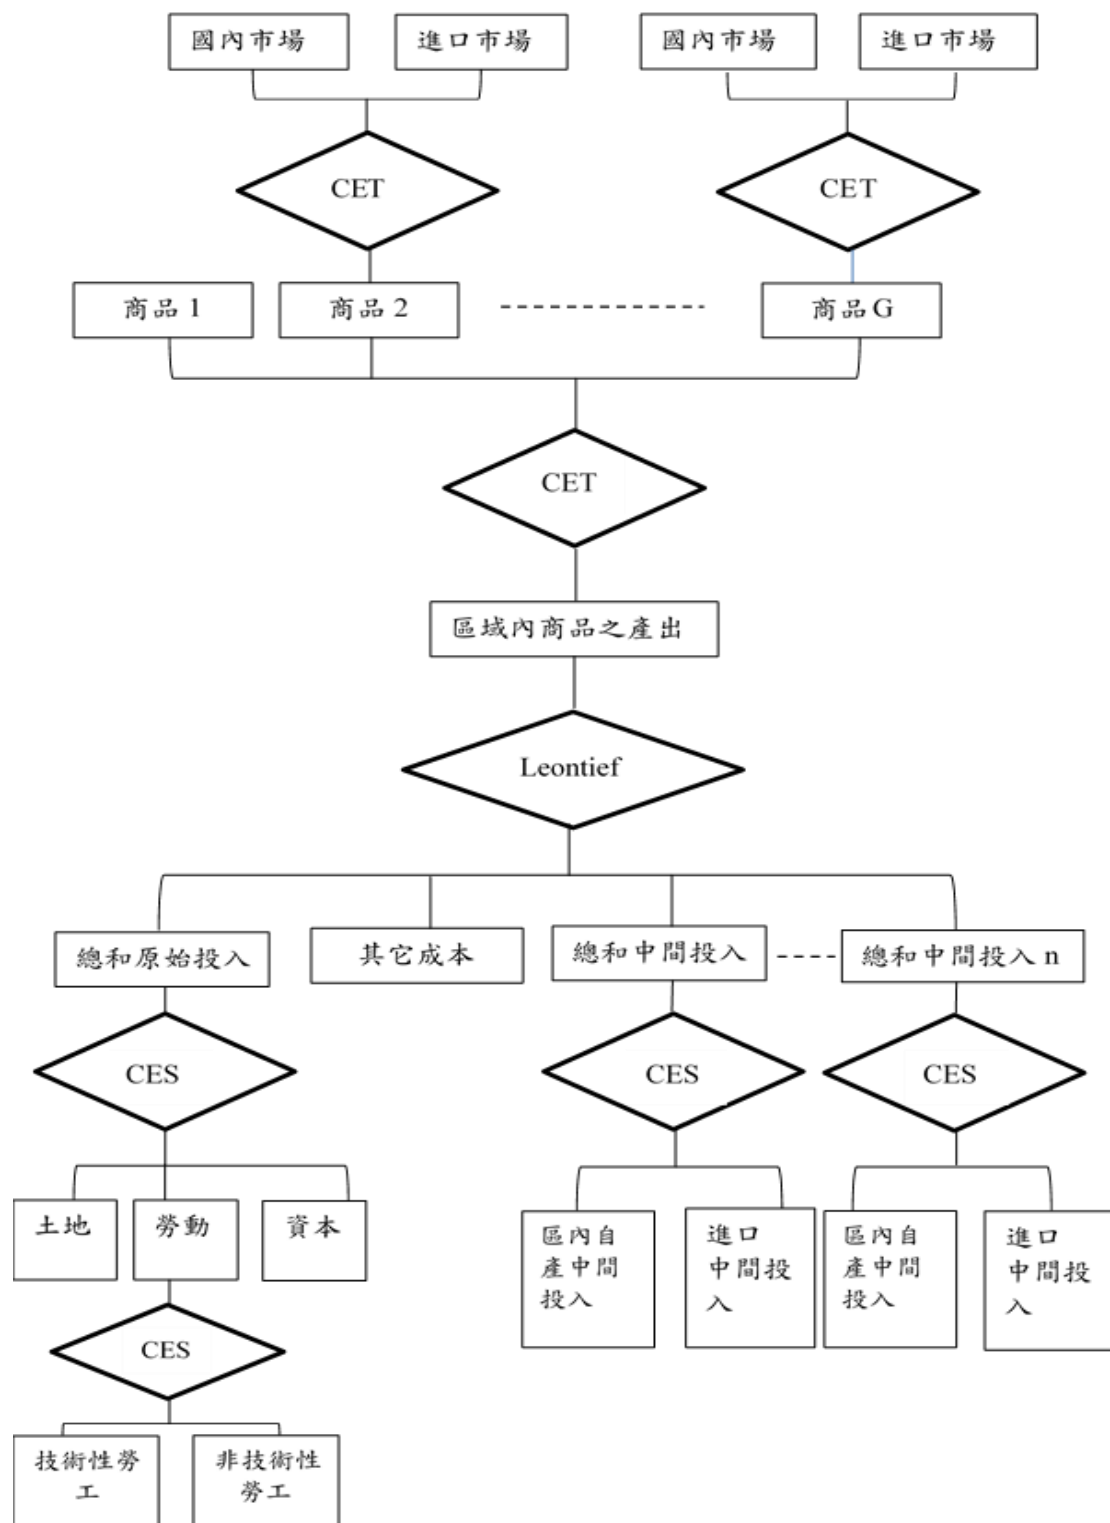 國內市場
進口市場
國內市場
進口市場
CET
CET
商品 1
商品 2
商品 G
CET
區域內商品之產出
Leontief
總和原始投入
其它成本
總和中間投入
總和中間投入 n
CES
CES
CES
土地
勞動
資本
區內自
產中間
投入
進口
中間投
入
區內自
產中間
投入
進口
中間投
入
CES
技術性勞
工
非技術性
勞工